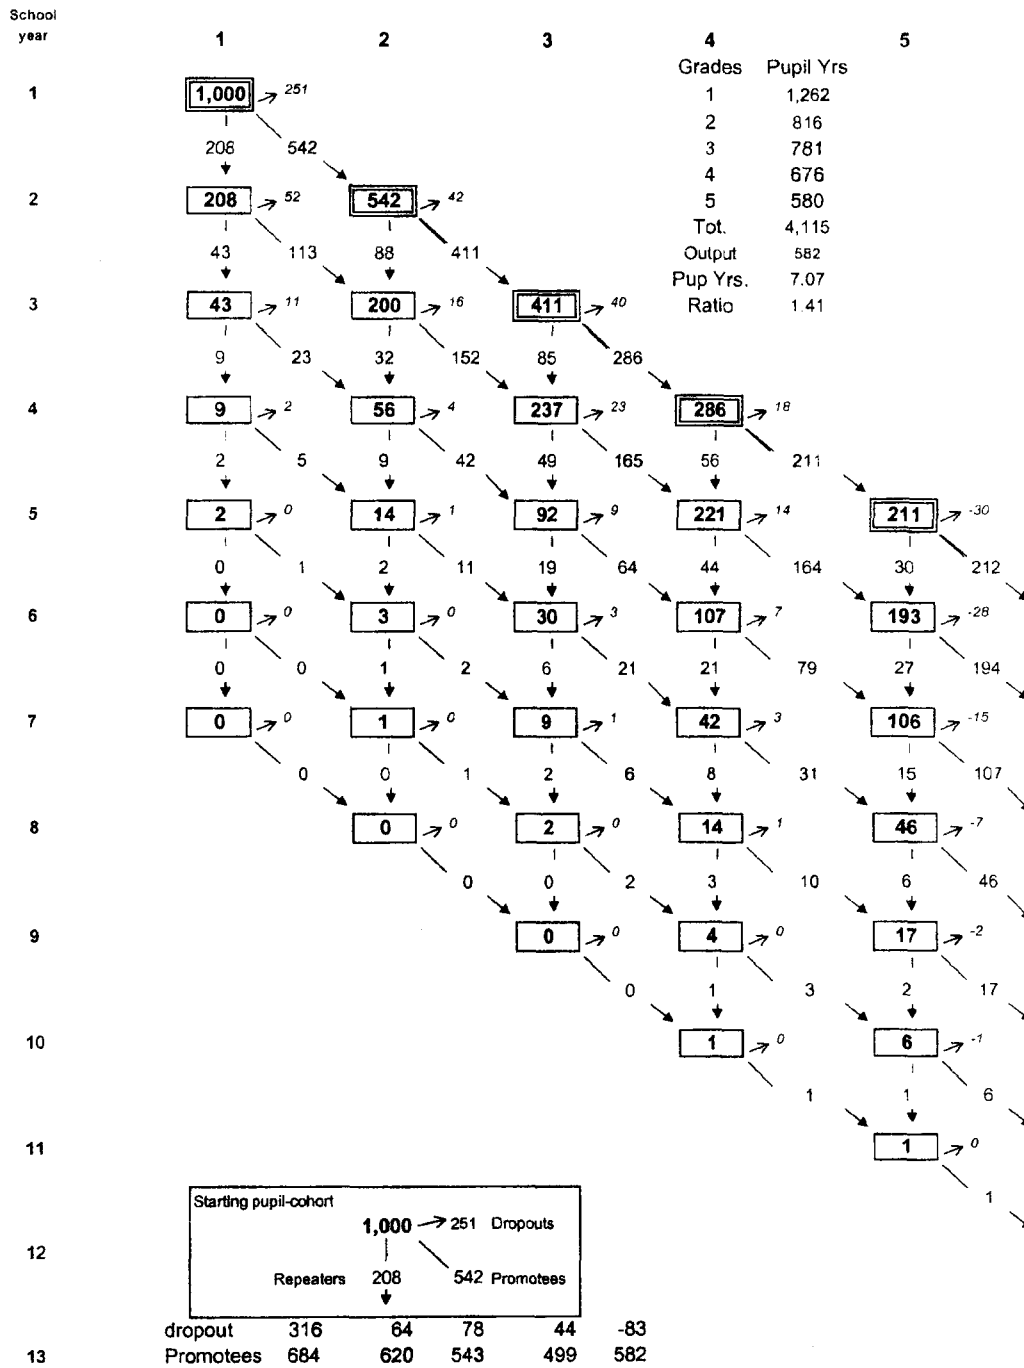 School
year
1 2 3 4 5
Grades Pupil Yrs
1 1,000 251 1 1,262
2 816
208 542 3 781
4 676
2 208 52 542 42 5 580
Tot. 4,115
43 113 88 411 Output 582
Pup Yrs. 7.07
3 43 11 200 16 411 40 Ratio 1.41
9 23 32 152 85 286
4 9 2 56 4 237 23 286 18
2 5 9 42 49 165 56 211
5 2 0 14 1 92 9 221 14 211 -30
0 1 2 11 19 64 44 164 30 212
6 0 0 3 0 30 3 107 7 193 -28
0 0 1 2 6 21 21 79 27 194
7 0 0 1 0 9 1 42 3 106 -15
0 0 1 2 6 8 31 15 107
8 0 0 2 0 14 1 46 -7
0 0 2 3 10 6 46
9 0 0 4 0 17 -2
0 1 3 2 17
10 1 0 6 -1
1 1 6
11 1 0
1
Starting pupil-cohort
1,000 251 Dropouts
12
Repeaters 208 542 Promotees
dropout 316 64 78 44 -83
13 Promotees 684 620 543 499 582